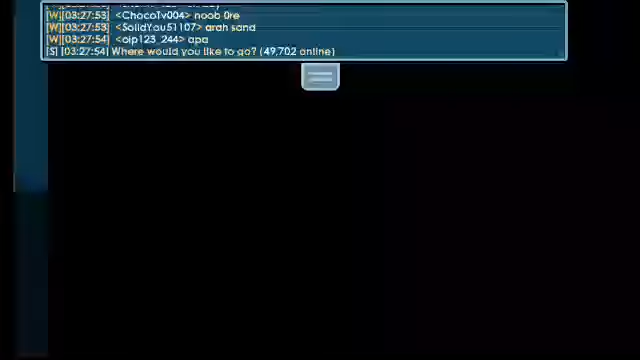 [W][03:27:53] <ChocoTv004> noob 0re
[W][03:27:53] <SolidYou51107> arah sand
[W][03:27:54] <oip123_244> apa
[S] [03:27:54] Where would you like to go? (49,702 online)